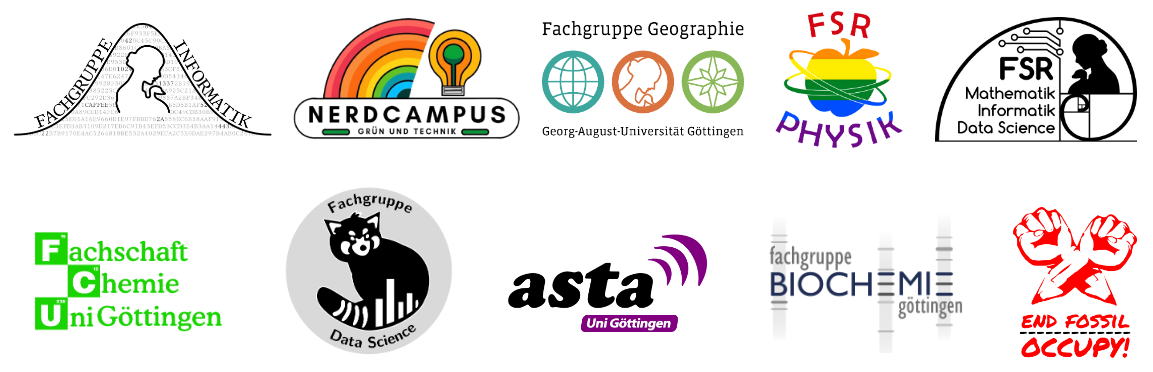 FACHGRUPPE INFORMATIK
NERDCAMPUS
GRÜN UND TECHNIK
Fachgruppe Geographie
Georg-August-Universität Göttingen
FSR
PHYSIK
FSR
Mathematik
Informatik
Data Science
Fachschaft
Chemie
Uni Göttingen
Fachgruppe
Data Science
asta
Uni Göttingen
fachgruppe
BIOCHEMIE
göttingen
END FOSSIL
OCCUPY!